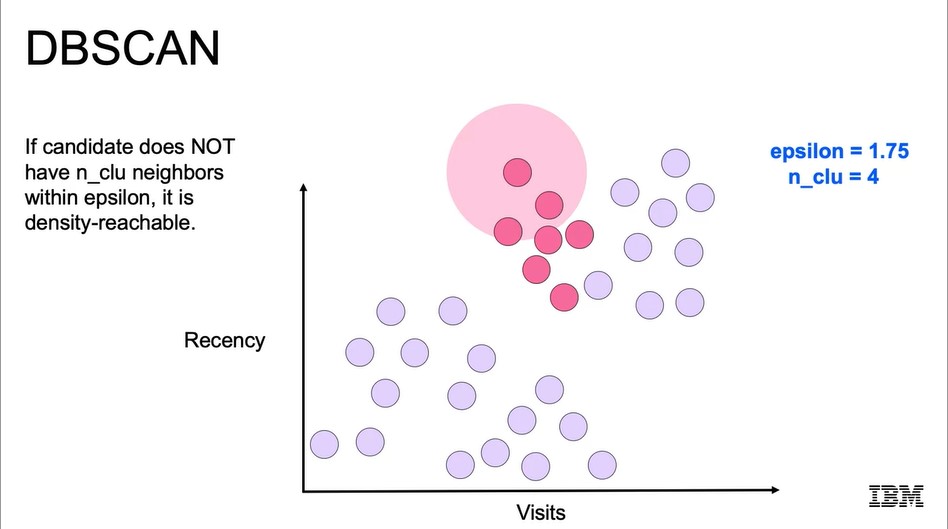 DBSCAN
If candidate does NOT
have n_clu neighbors
within epsilon, it is
density-reachable.
epsilon = 1.75
n_clu = 4
Recency
Visits
IBM